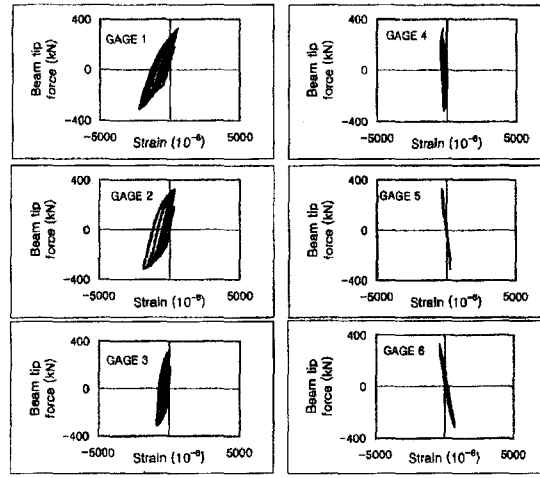 GAGE 1
Beam tip
force (kN)
400
0
-400
-5000
5000
Strain (10⁻⁶)
GAGE 4
Beam tip
force (kN)
400
0
-400
-5000
5000
Strain (10⁻⁶)
GAGE 2
Beam tip
force (kN)
400
0
-400
-5000
5000
Strain (10⁻⁶)
GAGE 5
Beam tip
force (kN)
400
0
-400
-5000
5000
Strain (10⁻⁶)
GAGE 3
Beam tip
force (kN)
400
0
-400
-5000
5000
Strain (10⁻⁶)
GAGE 6
Beam tip
force (kN)
400
0
-400
-5000
5000
Strain (10⁻⁶)